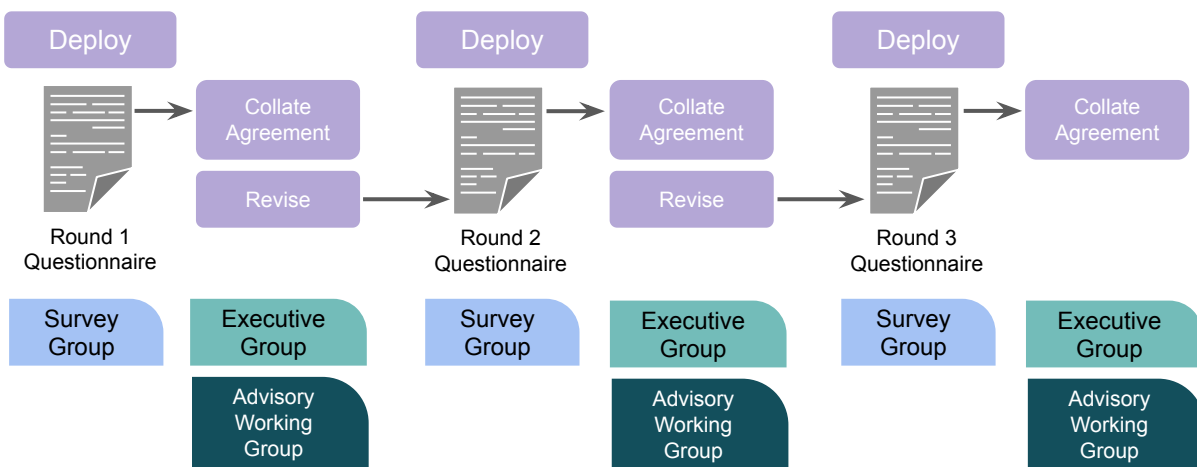 Deploy
Deploy
Deploy
Collate
Agreement
Collate
Agreement
Collate
Agreement
Revise
Revise
Round 1
Questionnaire
Round 2
Questionnaire
Round 3
Questionnaire
Survey
Group
Executive
Group
Survey
Group
Executive
Group
Survey
Group
Executive
Group
Advisory
Working
Group
Advisory
Working
Group
Advisory
Working
Group